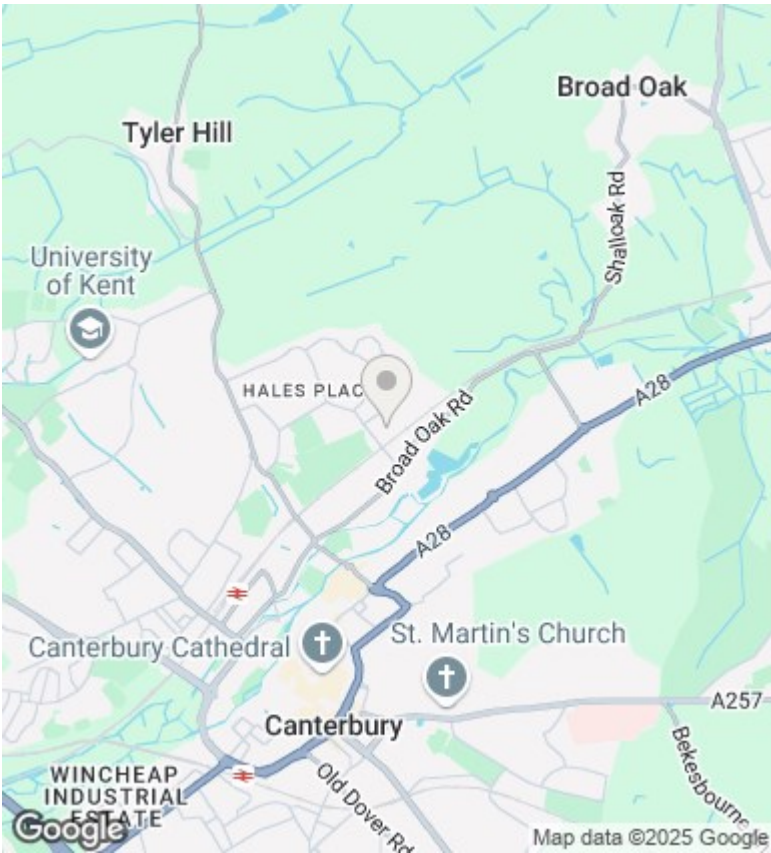 Broad Oak
Tyler Hill
Shalloak Rd
University
of Kent
HALES PLAC
A28
Broad Oak Rd
A28
Canterbury Cathedral
St. Martin's Church
A257
Canterbury
Bekesbourne
WINCHEAP
INDUSTRIAL
ESTATE
Old Dover Rd
Google
Map data ©2025 Google